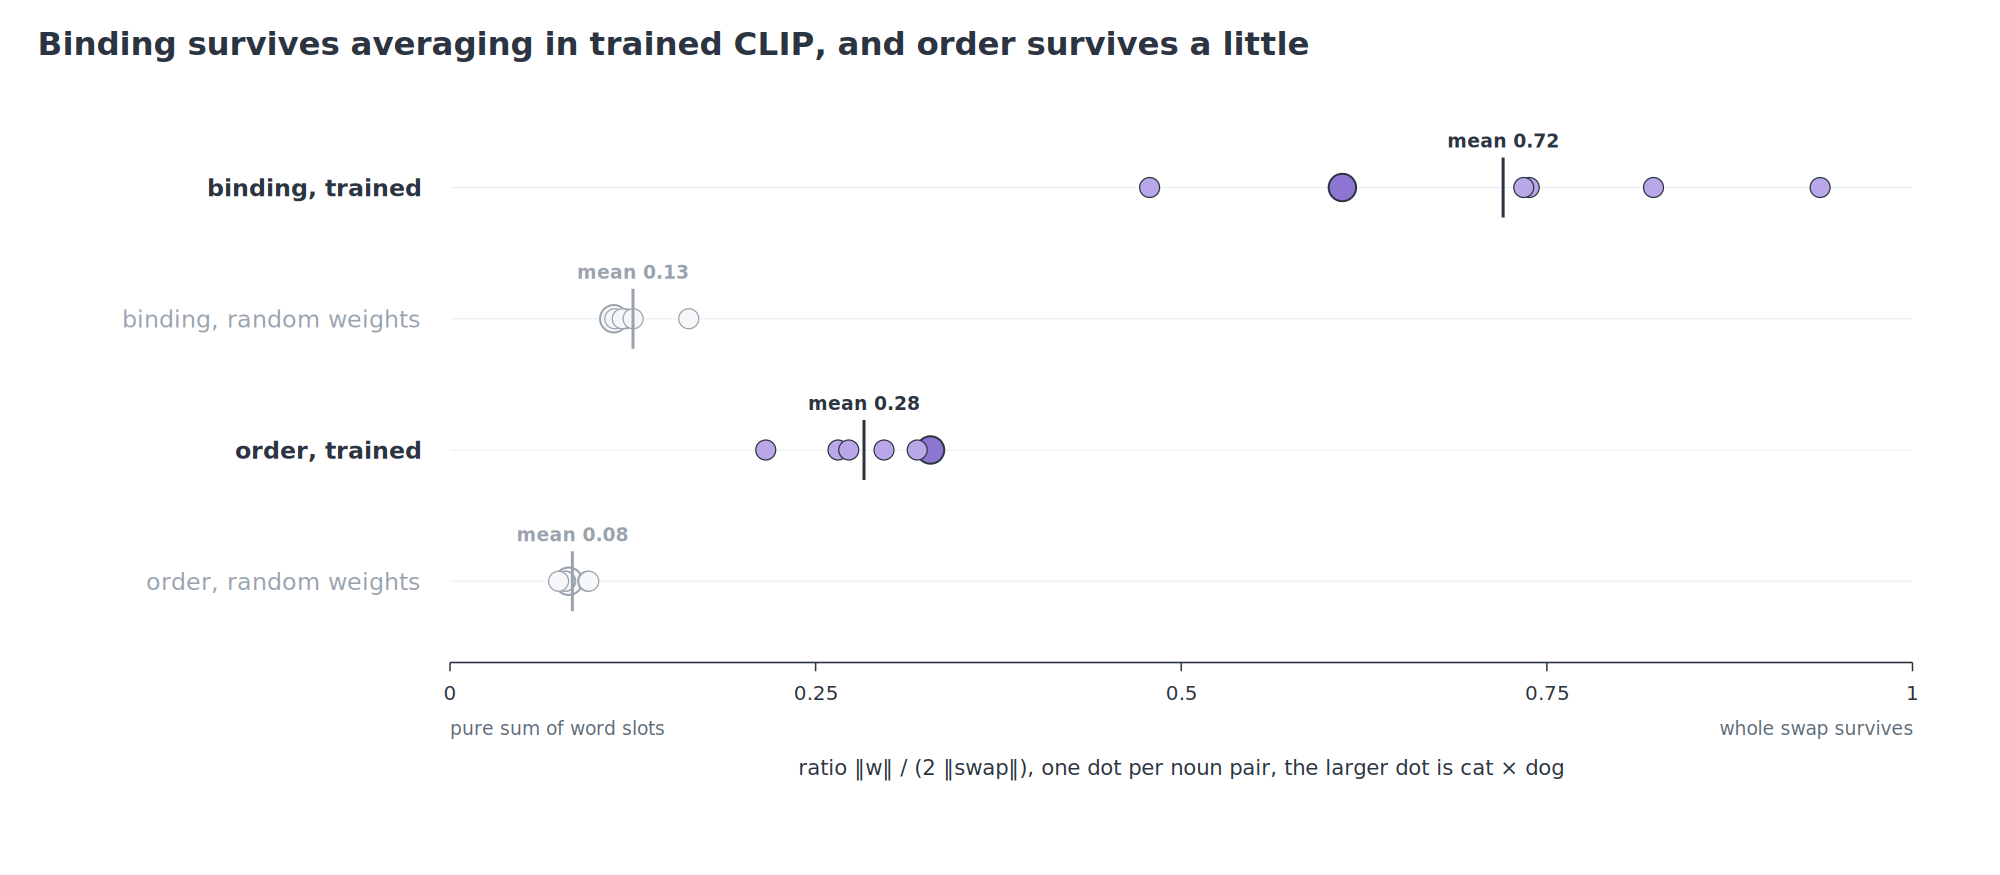 Binding survives averaging in trained CLIP, and order survives a little
mean 0.72
binding, trained
mean 0.13
binding, random weights
mean 0.28
order, trained
mean 0.08
order, random weights
0 0.25 0.5 0.75 1
pure sum of word slots whole swap survives
ratio ‖w‖ / (2 ‖swap‖), one dot per noun pair, the larger dot is cat × dog